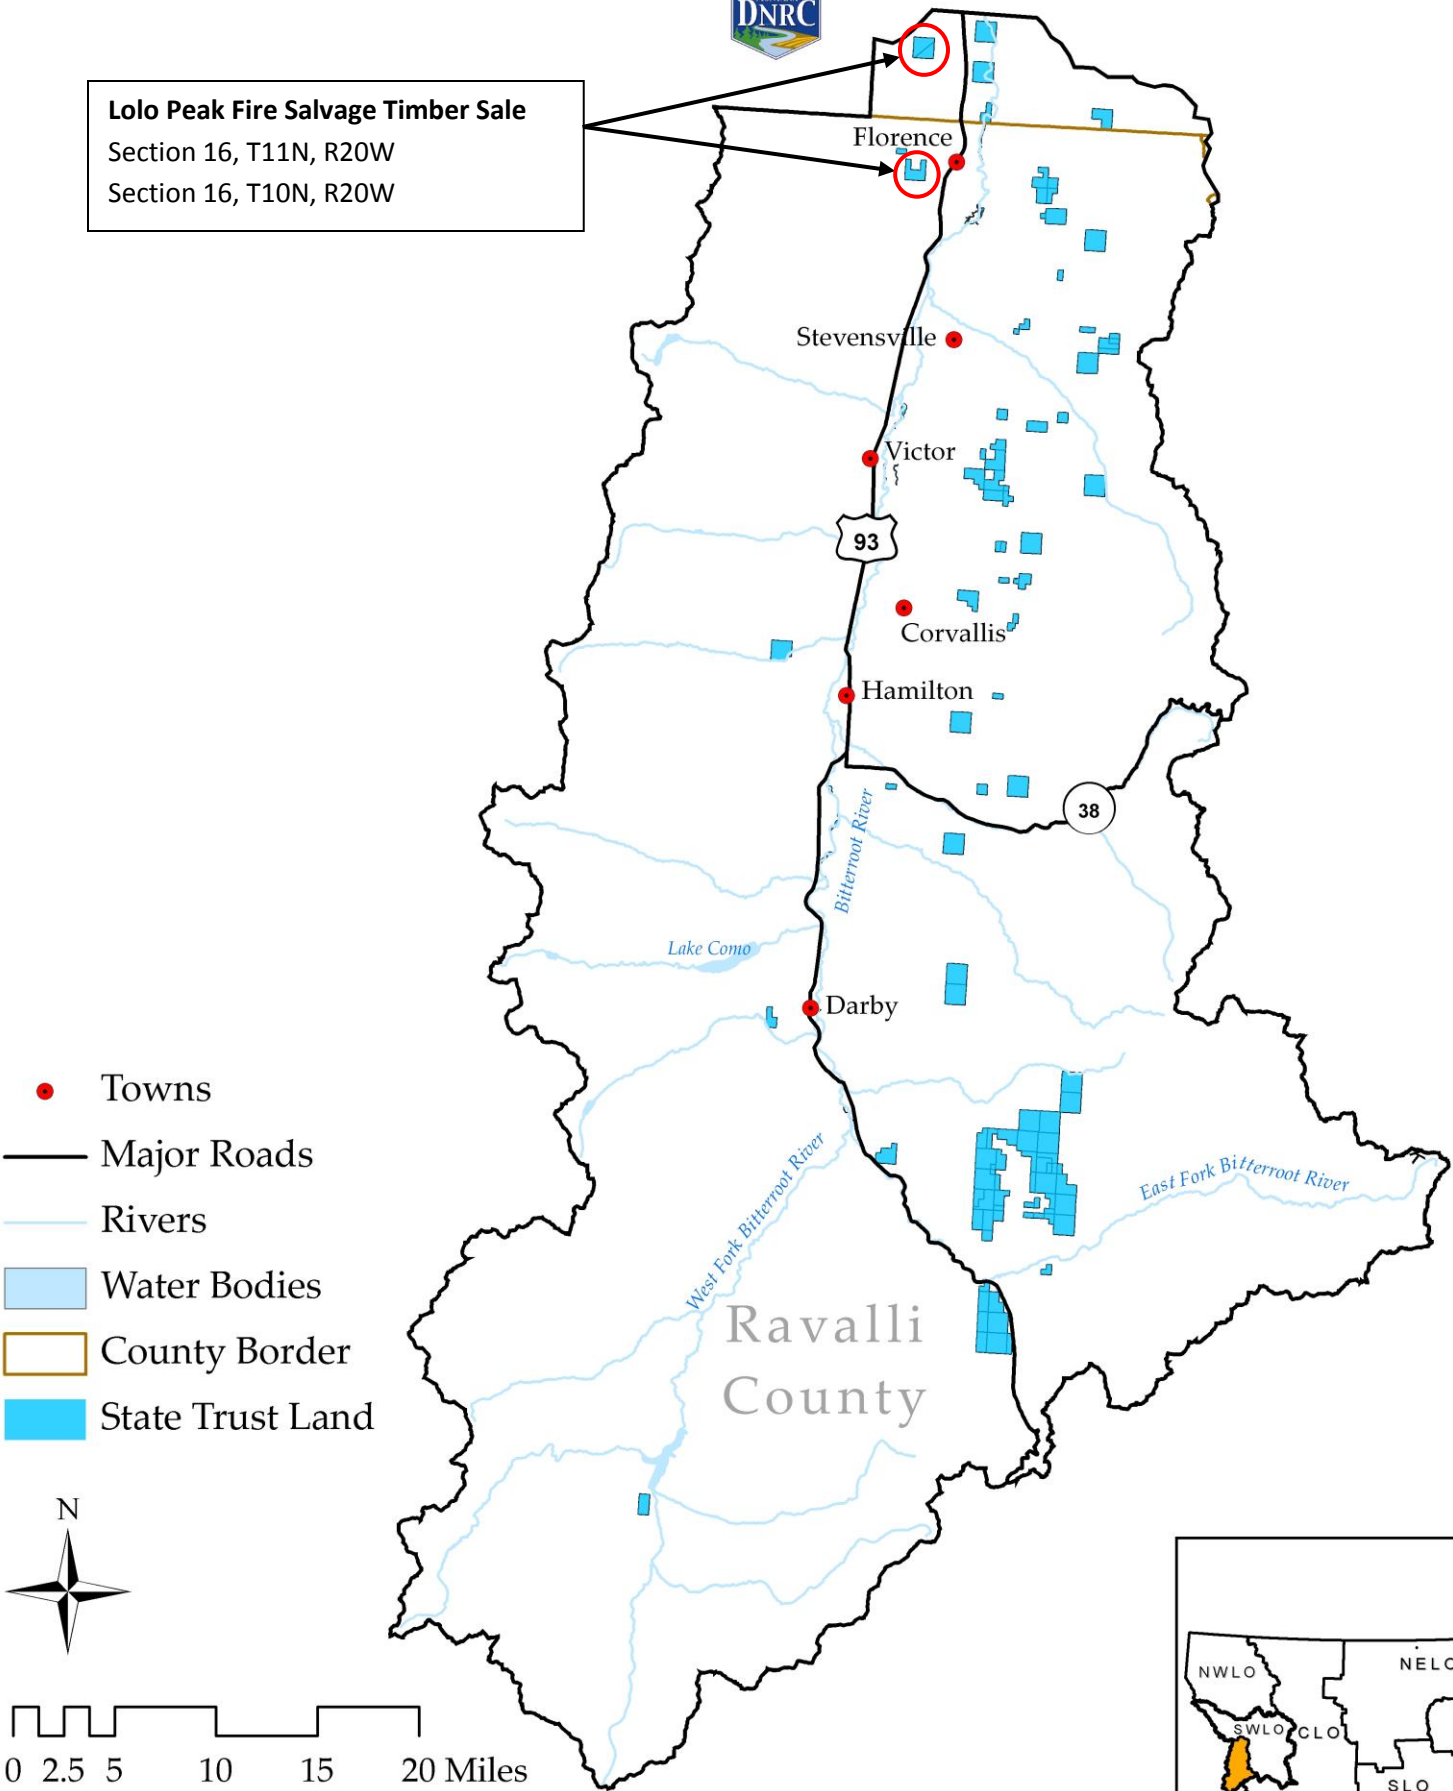 DNRC
Lolo Peak Fire Salvage Timber Sale
Section 16, T11N, R20W
Section 16, T10N, R20W
Florence
Stevensville
Victor
93
Corvallis
Hamilton
38
Bitterroot River
Lake Como
Darby
Towns
Major Roads
Rivers
Water Bodies
County Border
State Trust Land
West Fork Bitterroot River
East Fork Bitterroot River
Ravalli
County
N
0 2.5 5 10 15 20 Miles
NWLO
NELO
SWLO
CLO
SLO